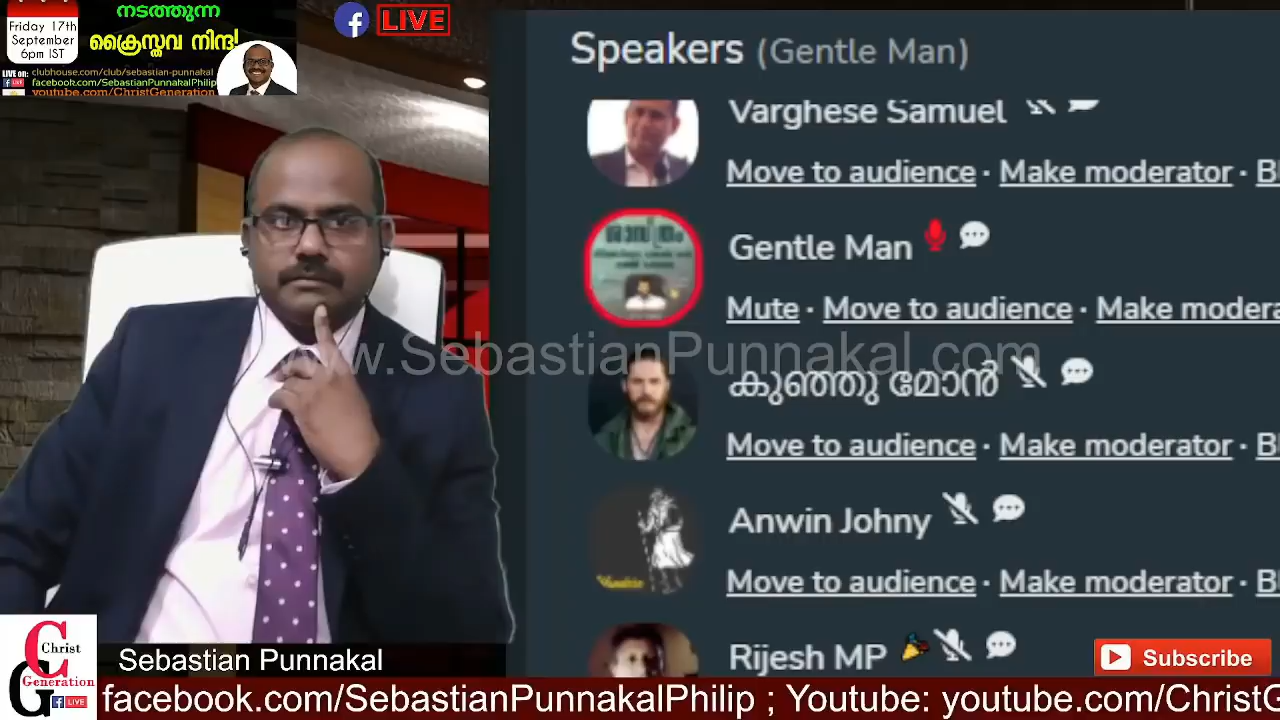 നടത്തുന്ന
ക്രൈസ്തവ നിന്ദ!
Friday 17th
September
6pm IST
LIVE on:
clubhouse.com/club/sebastian-punnakal
facebook.com/SebastianPunnakalPhilip
youtube.com/ChristGeneration
f LIVE
Speakers (Gentle Man)
Varghese Samuel
Move to audience · Make moderator ·
Gentle Man
Mute · Move to audience · Make modera
www.SebastianPunnakal.com
കുഞ്ഞു മോൻ
Move to audience · Make moderator ·
Anwin Johny
Move to audience · Make moderator ·
Rijesh MP
Subscribe
CG Christ
Generation
f LIVE
Sebastian Punnakal
facebook.com/SebastianPunnakalPhilip ; Youtube: youtube.com/ChristG